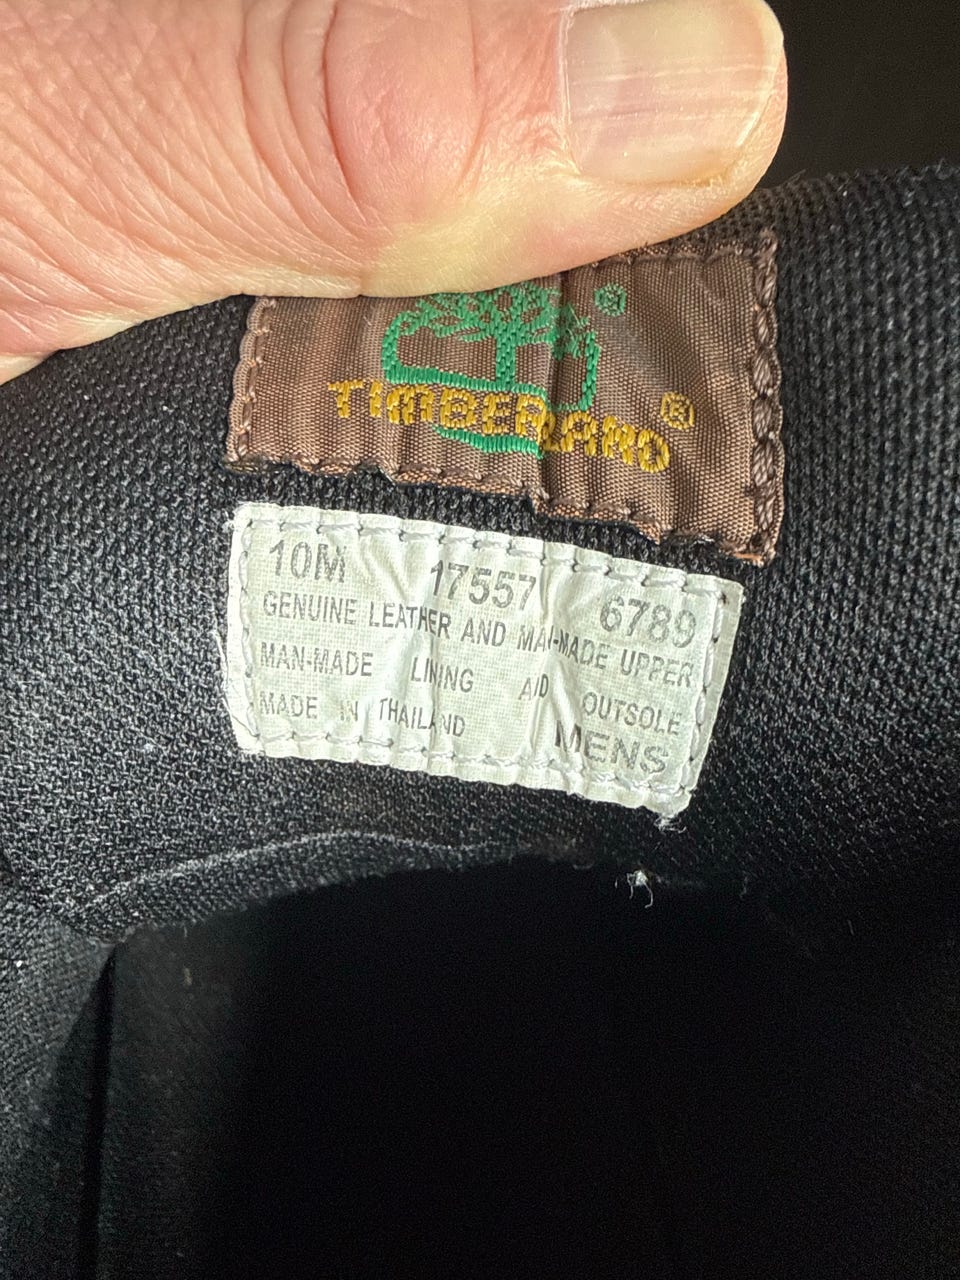 TIMBERLAND®
10M 17557 6789
GENUINE LEATHER AND MAN-MADE UPPER
MAN-MADE LINING AND OUTSOLE
MADE IN THAILAND MENS